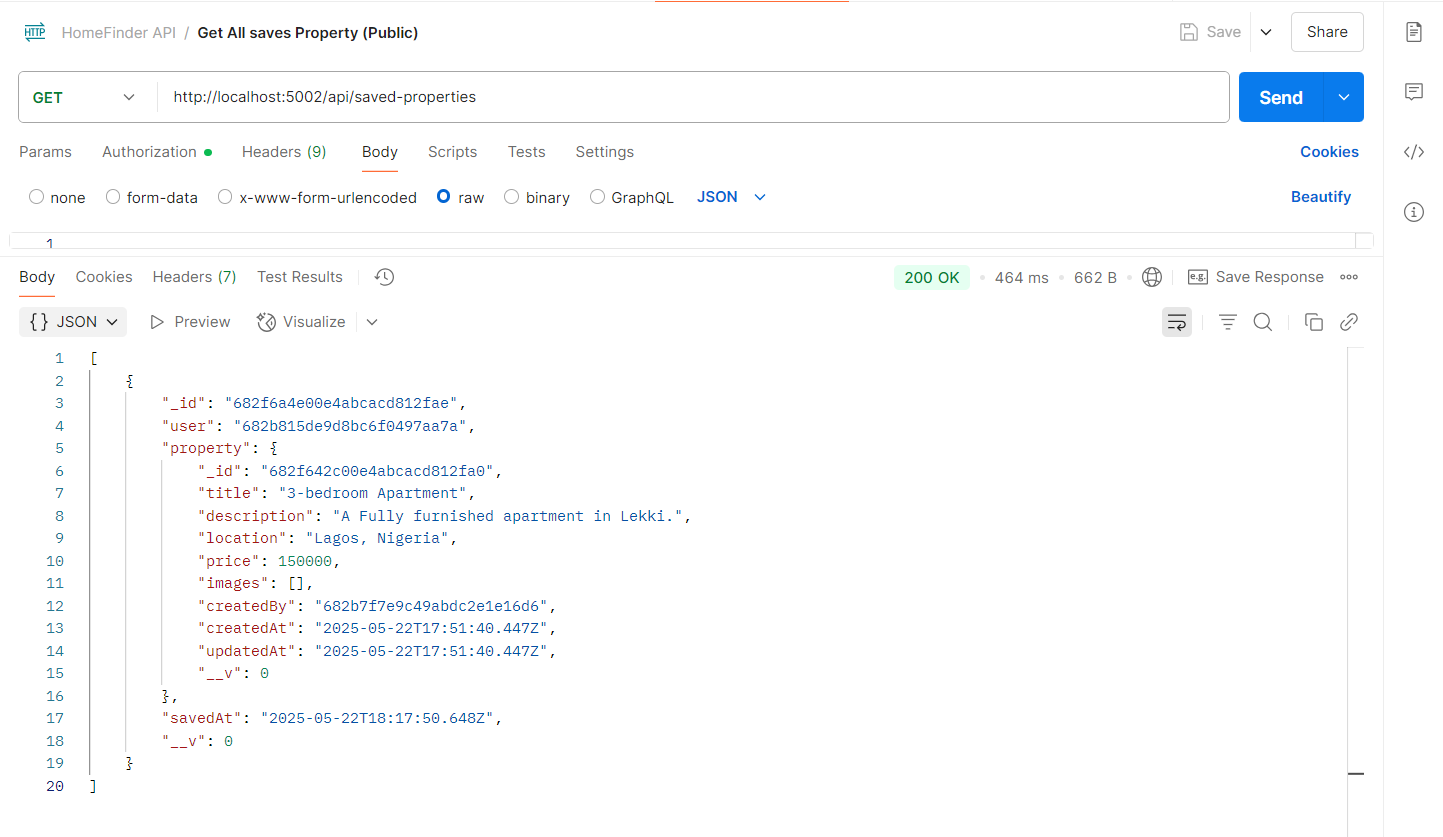 HTTP HomeFinder API / Get All saves Property (Public) Save Share
GET http://localhost:5002/api/saved-properties Send
Params Authorization Headers (9) Body Scripts Tests Settings Cookies
none form-data x-www-form-urlencoded raw binary GraphQL JSON Beautify
1
Body Cookies Headers (7) Test Results 200 OK 464 ms 662 B e.g. Save Response
{} JSON Preview Visualize
1 [
2 {
3 "_id": "682f6a4e00e4abcacd812fae",
4 "user": "682b815de9d8bc6f0497aa7a",
5 "property": {
6 "_id": "682f642c00e4abcacd812fa0",
7 "title": "3-bedroom Apartment",
8 "description": "A Fully furnished apartment in Lekki.",
9 "location": "Lagos, Nigeria",
10 "price": 150000,
11 "images": [],
12 "createdBy": "682b7f7e9c49abdc2e1e16d6",
13 "createdAt": "2025-05-22T17:51:40.447Z",
14 "updatedAt": "2025-05-22T17:51:40.447Z",
15 "__v": 0
16 },
17 "savedAt": "2025-05-22T18:17:50.648Z",
18 "__v": 0
19 }
20 ]